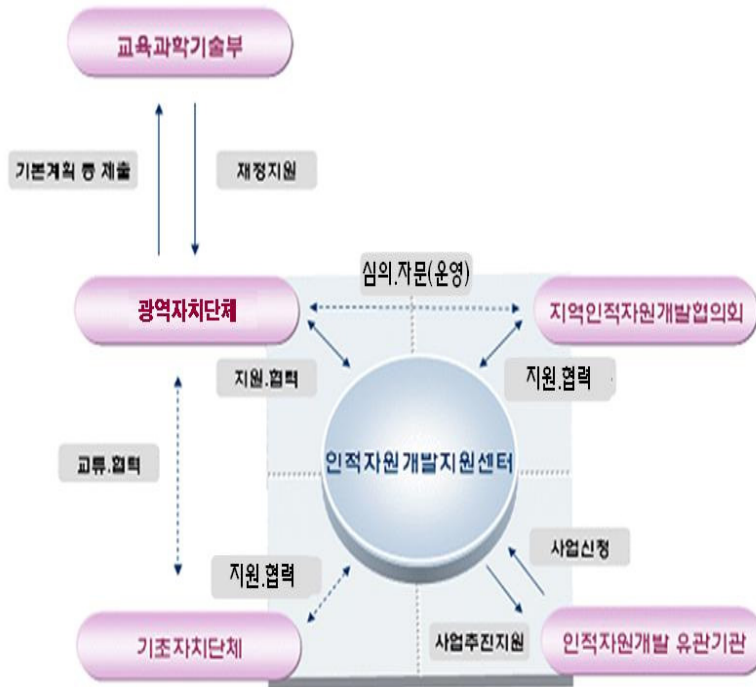 교육과학기술부
기본계획 등 제출
재정지원
심의.자문(운영)
광역자치단체
지역인적자원개발협의회
지원.협력
지원.협력
인적자원개발지원센터
교류.협력
사업신청
지원.협력
기초자치단체
사업추진지원
인적자원개발 유관기관